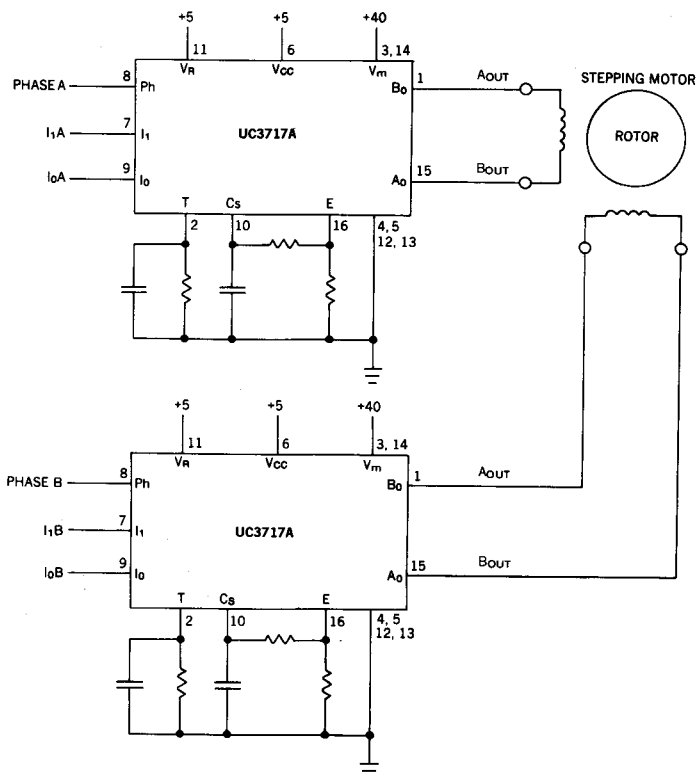 +5 +5 +40
11 6 3, 14
VR VCC Vm
PHASE A 8 Ph B0 1 AOUT STEPPING MOTOR
I1A 7 I1 UC3717A ROTOR
I0A 9 I0 A0 15 BOUT
T Cs E
2 10 16 4, 5
12, 13
+5 +5 +40
11 6 3, 14
VR VCC Vm
PHASE B 8 Ph B0 1 AOUT
I1B 7 I1 UC3717A
I0B 9 I0 A0 15 BOUT
T Cs E
2 10 16 4, 5
12, 13